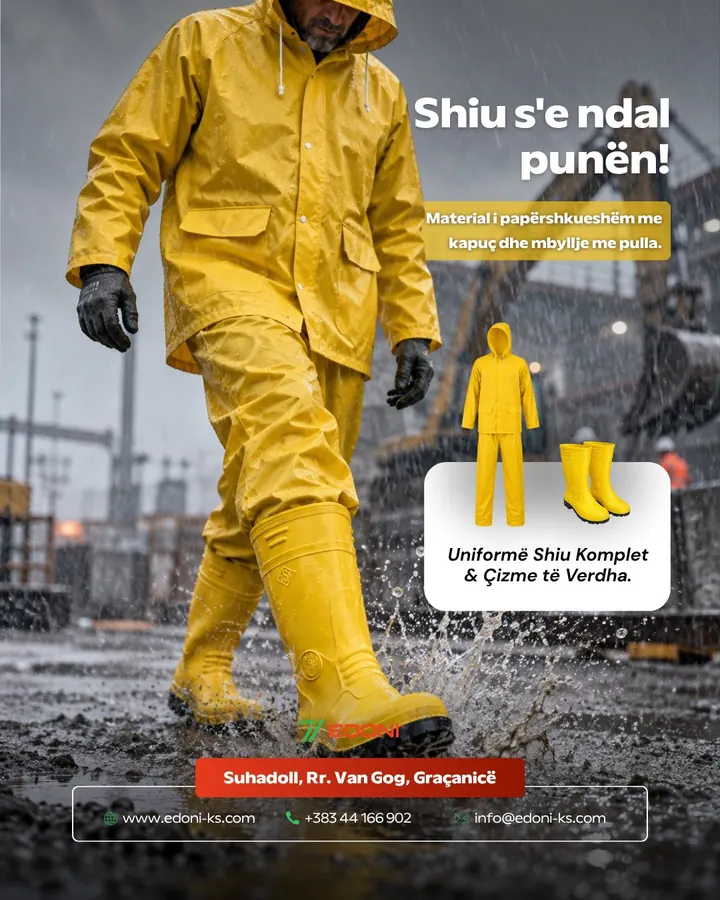 Shiu s'e ndal
punën!
Material i papërshkueshëm me
kapuç dhe mbyllje me pulla.
Uniformë Shiu Komplet
& Çizme të Verdha.
EDONI
Suhadoll, Rr. Van Gog, Graçanicë
www.edoni-ks.com +383 44 166 902 info@edoni-ks.com